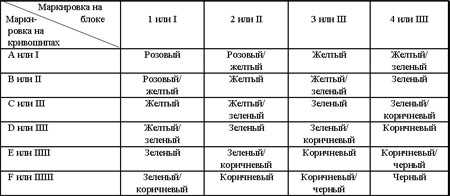 Маркировка на блоке
Марки-
ровка на
кривошипах
1 или I
2 или II
3 или III
4 или IIII
A или I
Розовый
Розовый/
желтый
Желтый
Желтый/
зеленый
B или II
Розовый/
желтый
Желтый
Желтый/
зеленый
Зеленый
C или III
Желтый
Желтый/
зеленый
Зеленый
Зеленый/
коричневый
D или IIII
Желтый/
зеленый
Зеленый
Зеленый/
коричневый
Коричневый
E или IIIII
Зеленый
Зеленый/
коричневый
Коричневый
Коричневый/
черный
F или IIIIII
Зеленый/
коричневый
Коричневый
Коричневый/
черный
Черный